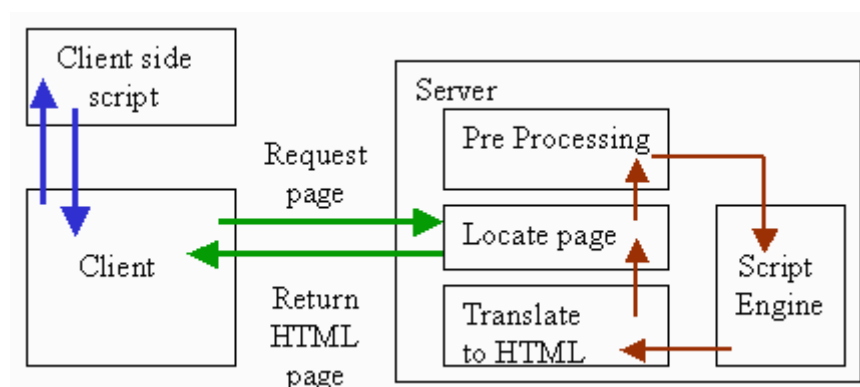 Client side
script
Client
Request
page
Return
HTML
page
Server
Pre Processing
Locate page
Translate
to HTML
Script
Engine